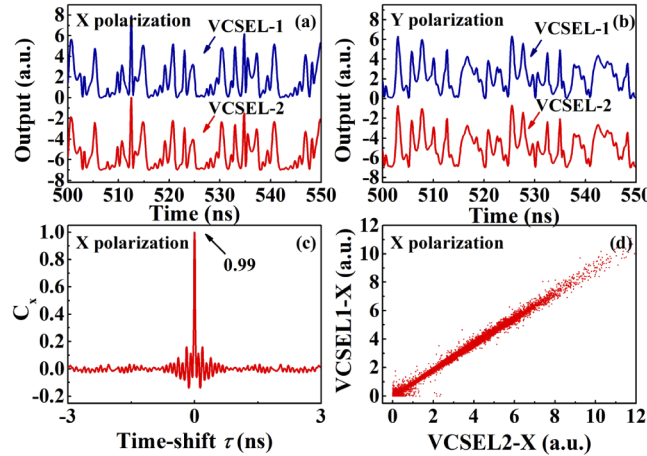 X polarization (a)
VCSEL-1
VCSEL-2
Output (a.u.)
8
6
4
2
0
-2
-4
-6
-8
500 510 520 530 540 550
Time (ns)
Y polarization (b)
VCSEL-1
VCSEL-2
Output (a.u.)
8
6
4
2
0
-2
-4
-6
-8
500 510 520 530 540 550
Time (ns)
X polarization (c)
0.99
Cx
1.0
0.8
0.6
0.4
0.2
0.0
-0.2
-3 0 3
Time-shift τ (ns)
X polarization (d)
VCSEL1-X (a.u.)
12
10
8
6
4
2
0
0 2 4 6 8 10 12
VCSEL2-X (a.u.)